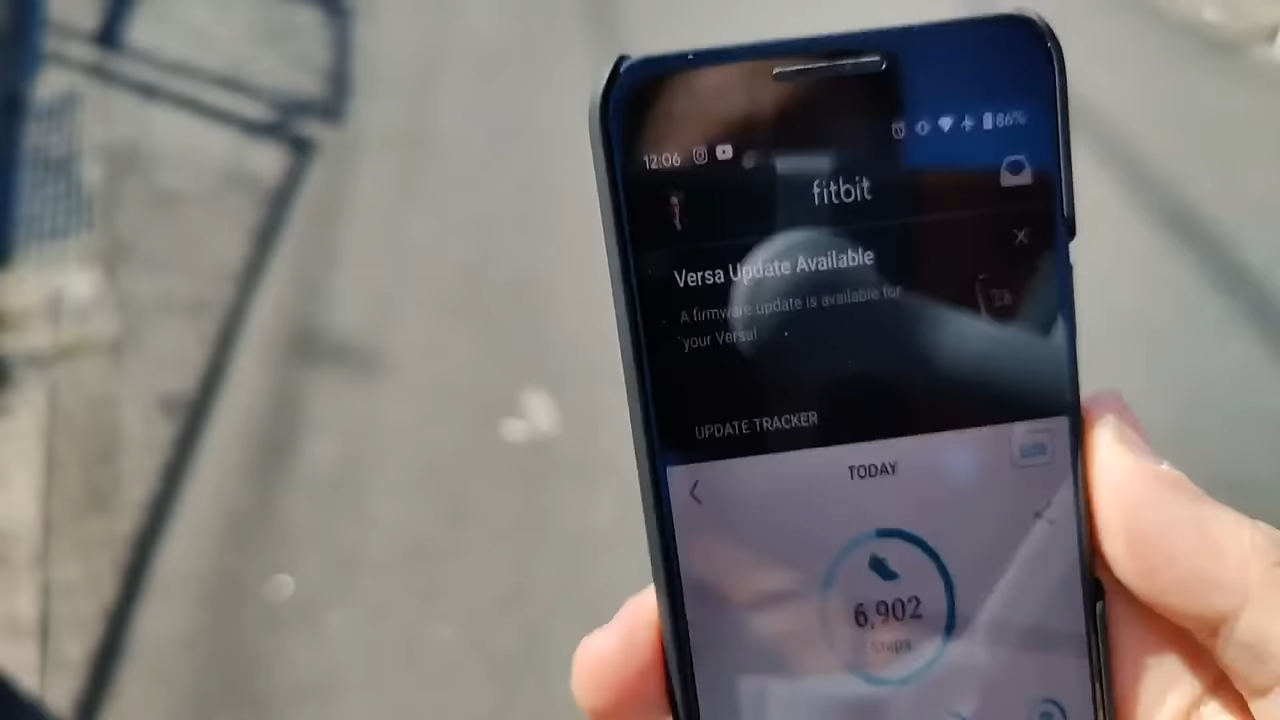 12:06
86%
fitbit
Versa Update Available
A firmware update is available for
your Versa!
UPDATE TRACKER
TODAY
6,902
steps